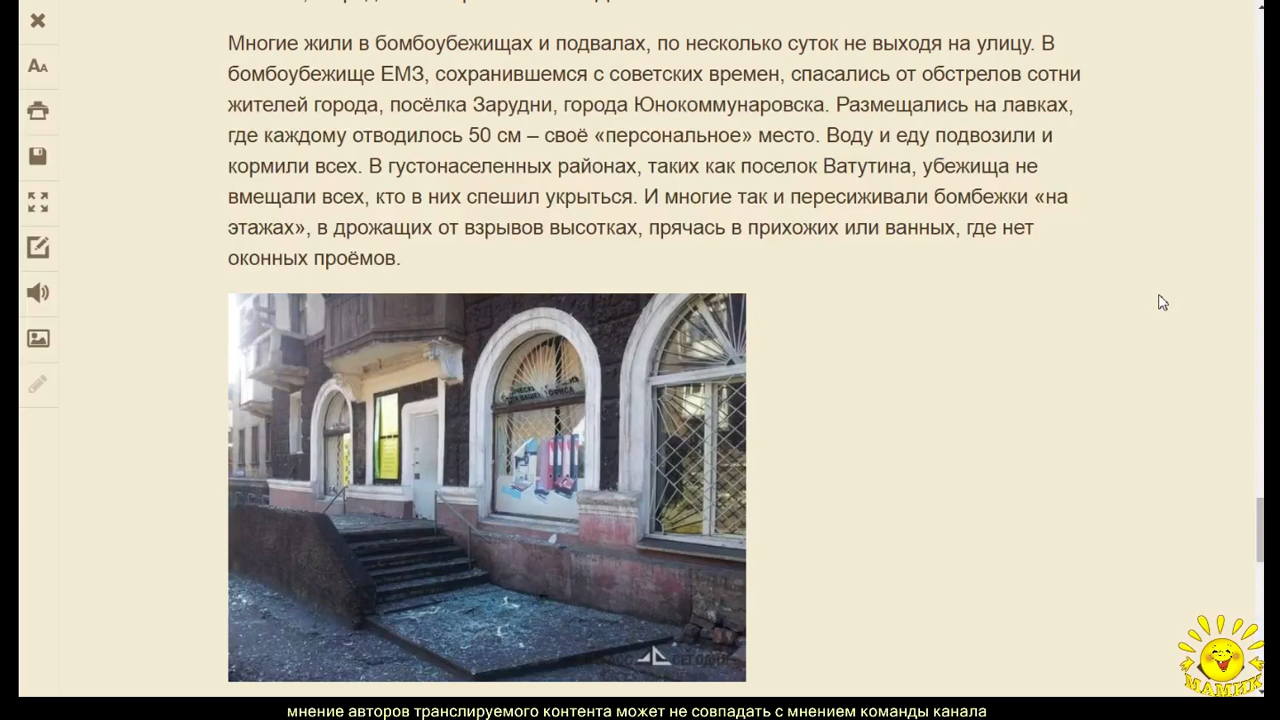 Многие жили в бомбоубежищах и подвалах, по несколько суток не выходя на улицу. В
бомбоубежище ЕМЗ, сохранившемся с советских времен, спасались от обстрелов сотни
жителей города, посёлка Зарудни, города Юнокоммунаровска. Размещались на лавках,
где каждому отводилось 50 см – своё «персональное» место. Воду и еду подвозили и
кормили всех. В густонаселенных районах, таких как поселок Ватутина, убежища не
вмещали всех, кто в них спешил укрыться. И многие так и пересиживали бомбежки «на
этажах», в дрожащих от взрывов высотках, прячась в прихожих или ванных, где нет
оконных проёмов.
ОФИСА
СЕГОДНЯ
МАМИК
мнение авторов транслируемого контента может не совпадать с мнением команды канала